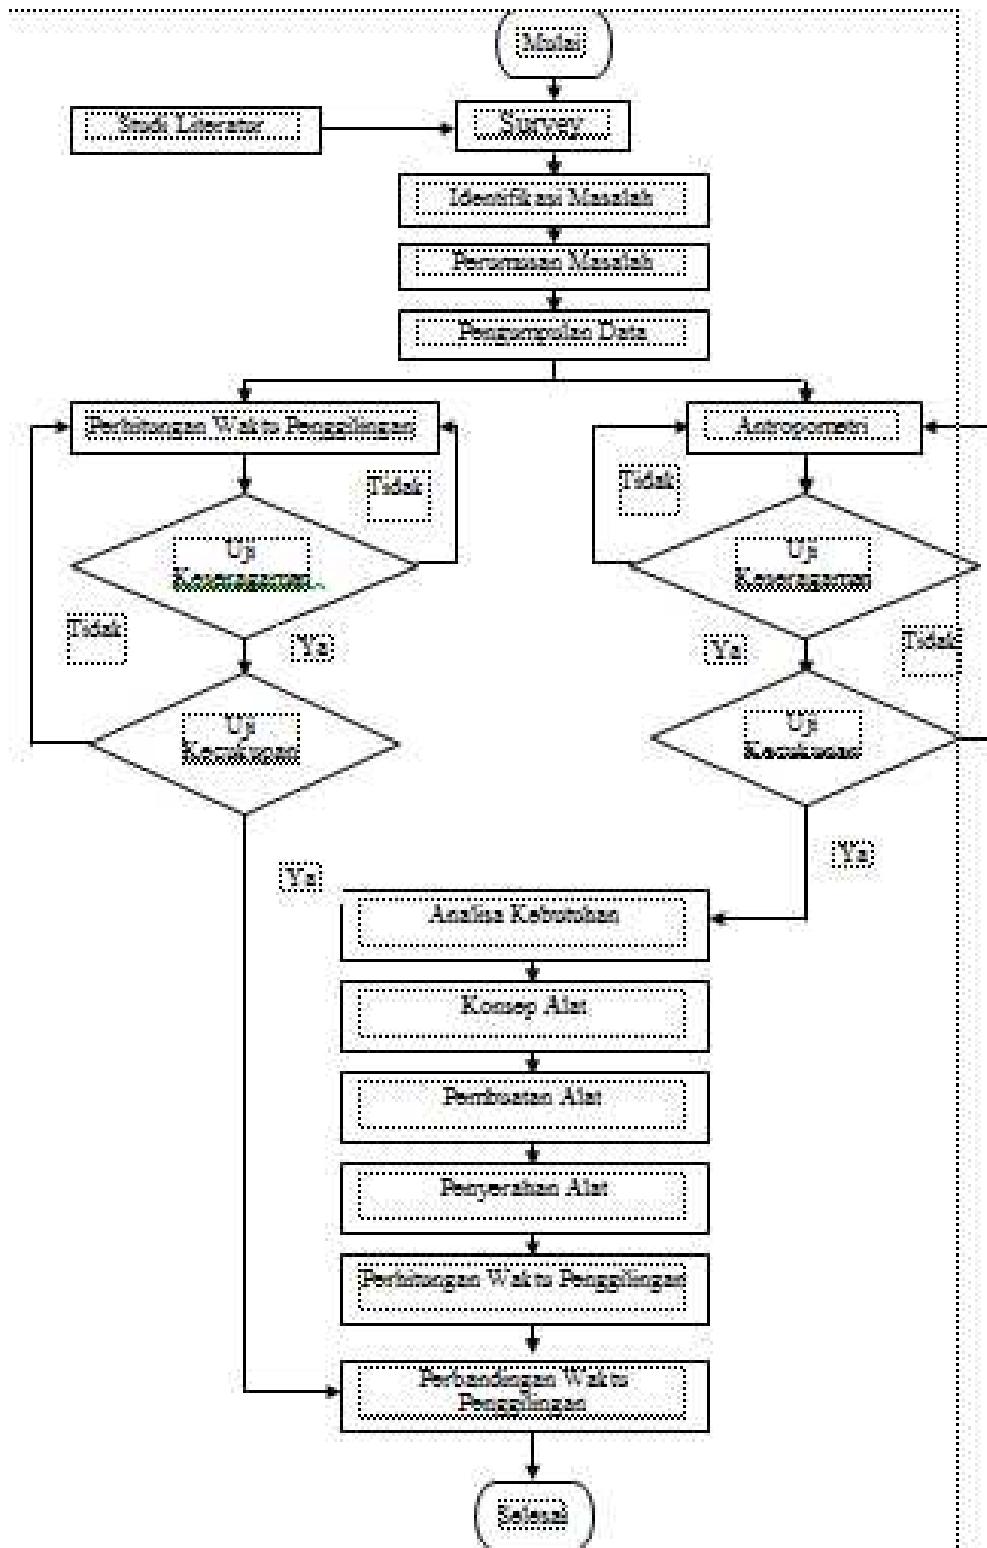 Mulai
Studi Literatur
Survey
Identifikasi Masalah
Perumusan Masalah
Pengumpulan Data
Perhitungan Waktu Penggilingan
Antropometri
Tidak
Tidak
Uji
Keseragaman
Uji
Keseragaman
Tidak
Ya
Ya
Tidak
Uji
Kecukupan
Uji
Kecukupan
Ya
Ya
Analisa Kebutuhan
Konsep Alat
Pembuatan Alat
Penyerahan Alat
Perhitungan Waktu Penggilingan
Perbandingan Waktu
Penggilingan
Selesai